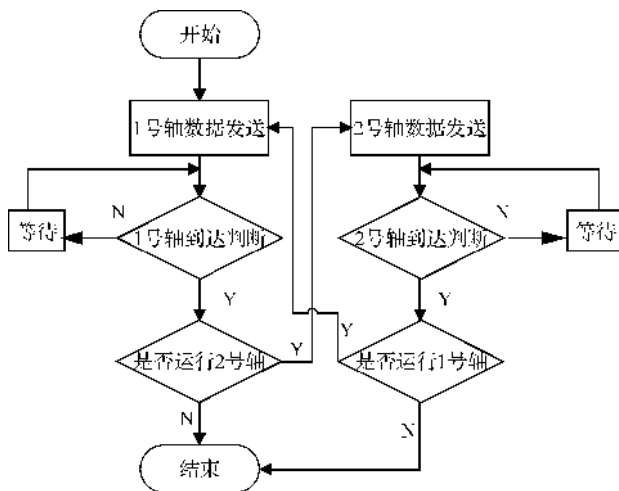 开始
1号轴数据发送
2号轴数据发送
N
N
等待
1号轴到达判断
2号轴到达判断
等待
Y
Y
Y
Y
是否运行2号轴
是否运行1号轴
N
N
结束